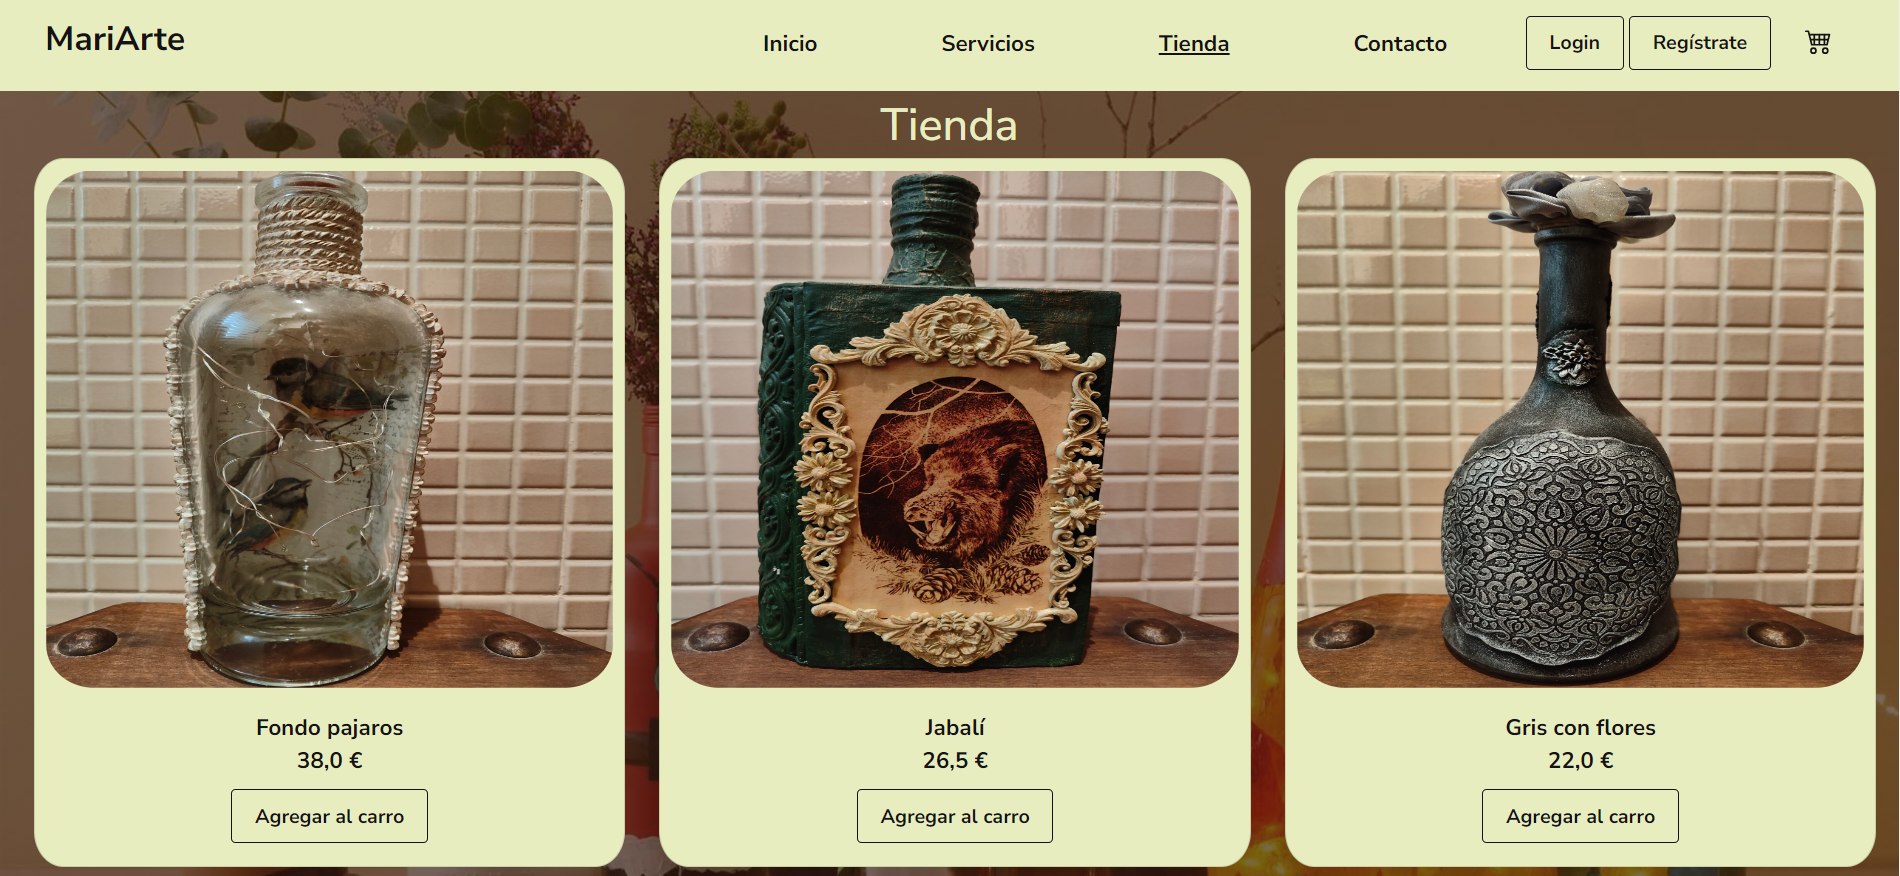 MariArte
Inicio
Servicios
Tienda
Contacto
Login
Regístrate
Tienda
Fondo pajaros
38,0 €
Agregar al carro
Jabalí
26,5 €
Agregar al carro
Gris con flores
22,0 €
Agregar al carro